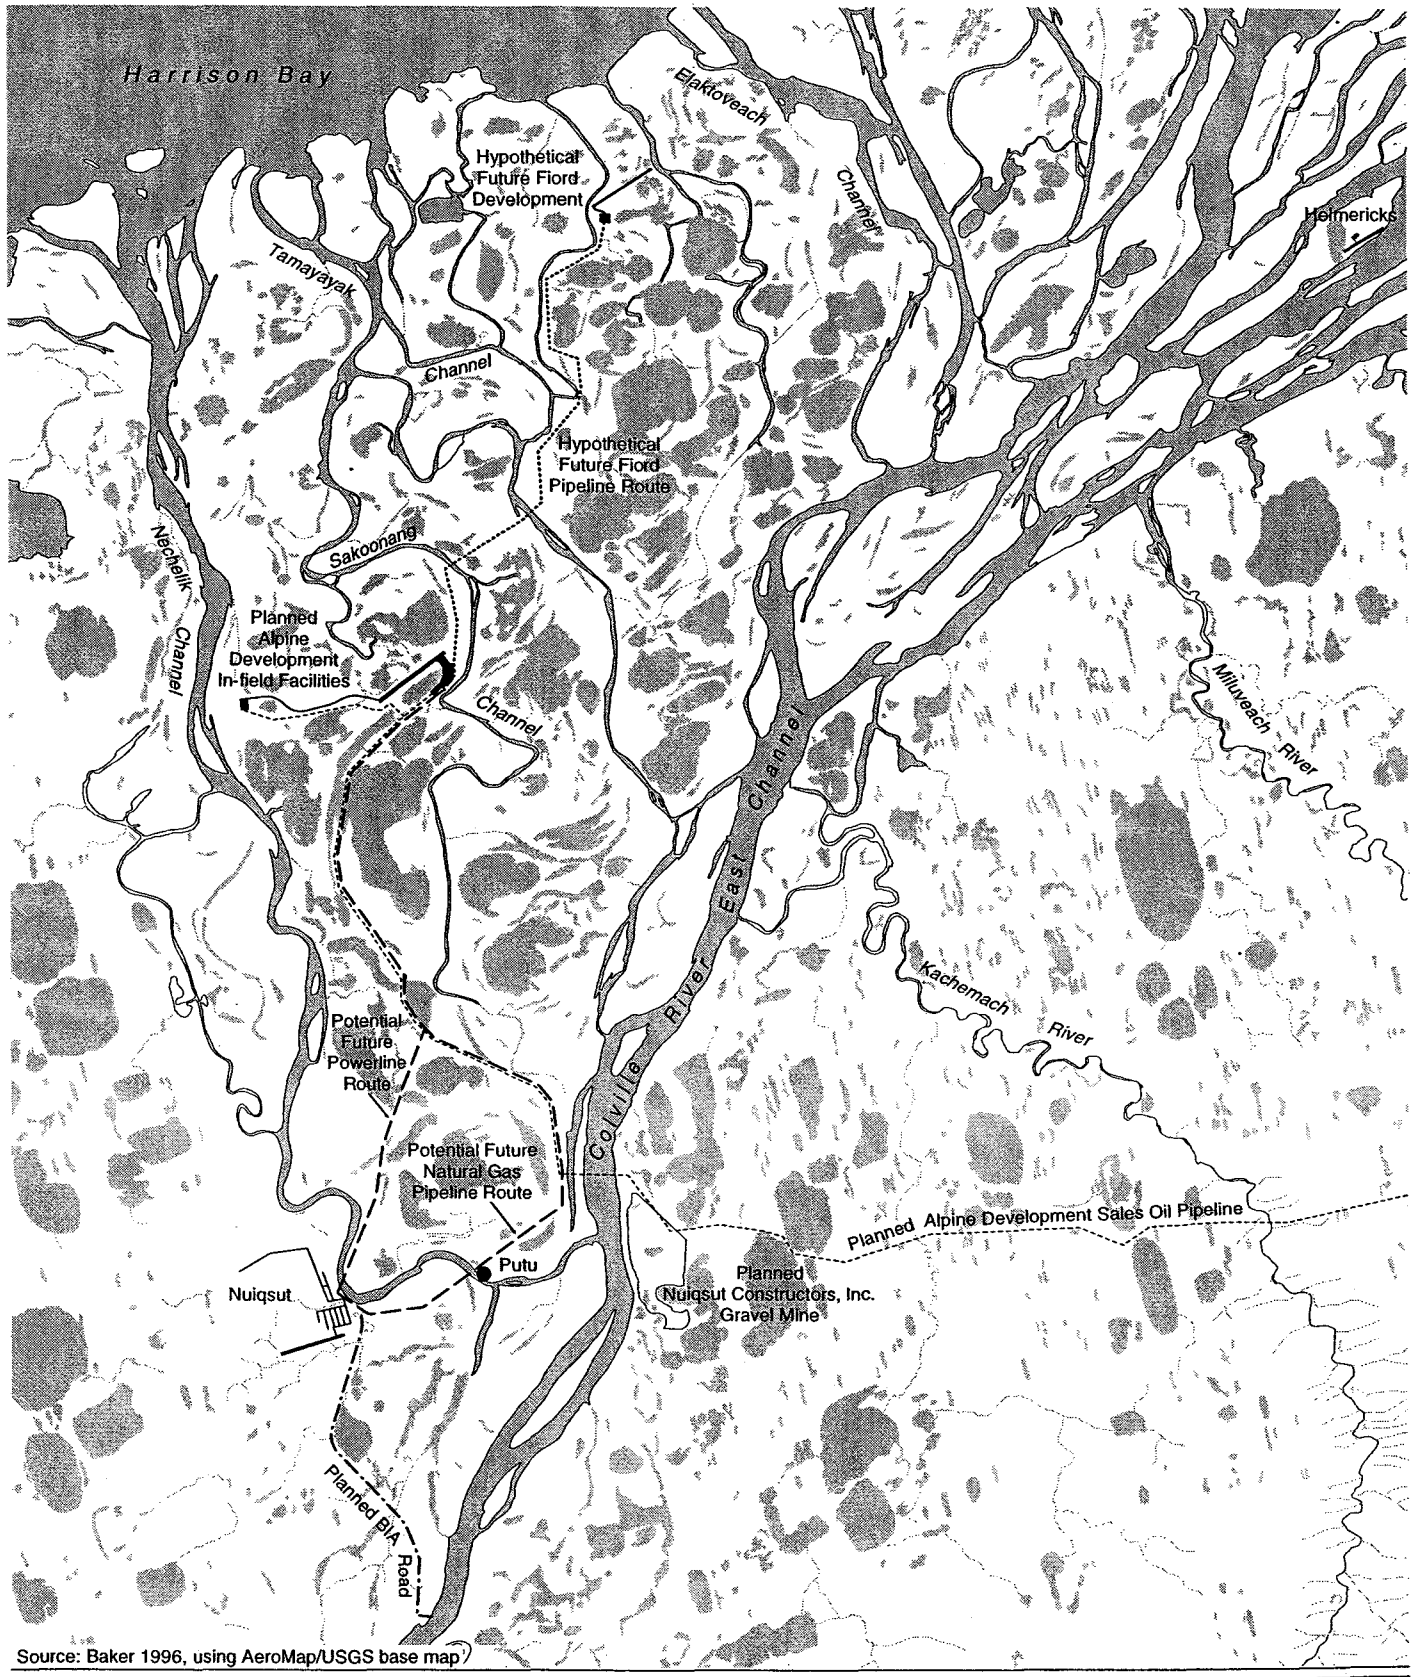 Harrison Bay
Elaktoveach
Channel
Hypothetical
Future Fiord
Development
Helmericks
Tamayayak
Channel
Hypothetical
Future Fiord
Pipeline Route
Nechelik
Channel
Sakoonang
Channel
Planned
Alpine
Development
In-field Facilities
Miluveach River
Colville River East Channel
Kachemach River
Potential
Future
Powerline
Route
Potential Future
Natural Gas
Pipeline Route
Planned Alpine Development Sales Oil Pipeline
Putu
Nuiqsut
Planned
Nuiqsut Constructors, Inc.
Gravel Mine
Planned BIA Road
Source: Baker 1996, using AeroMap/USGS base map